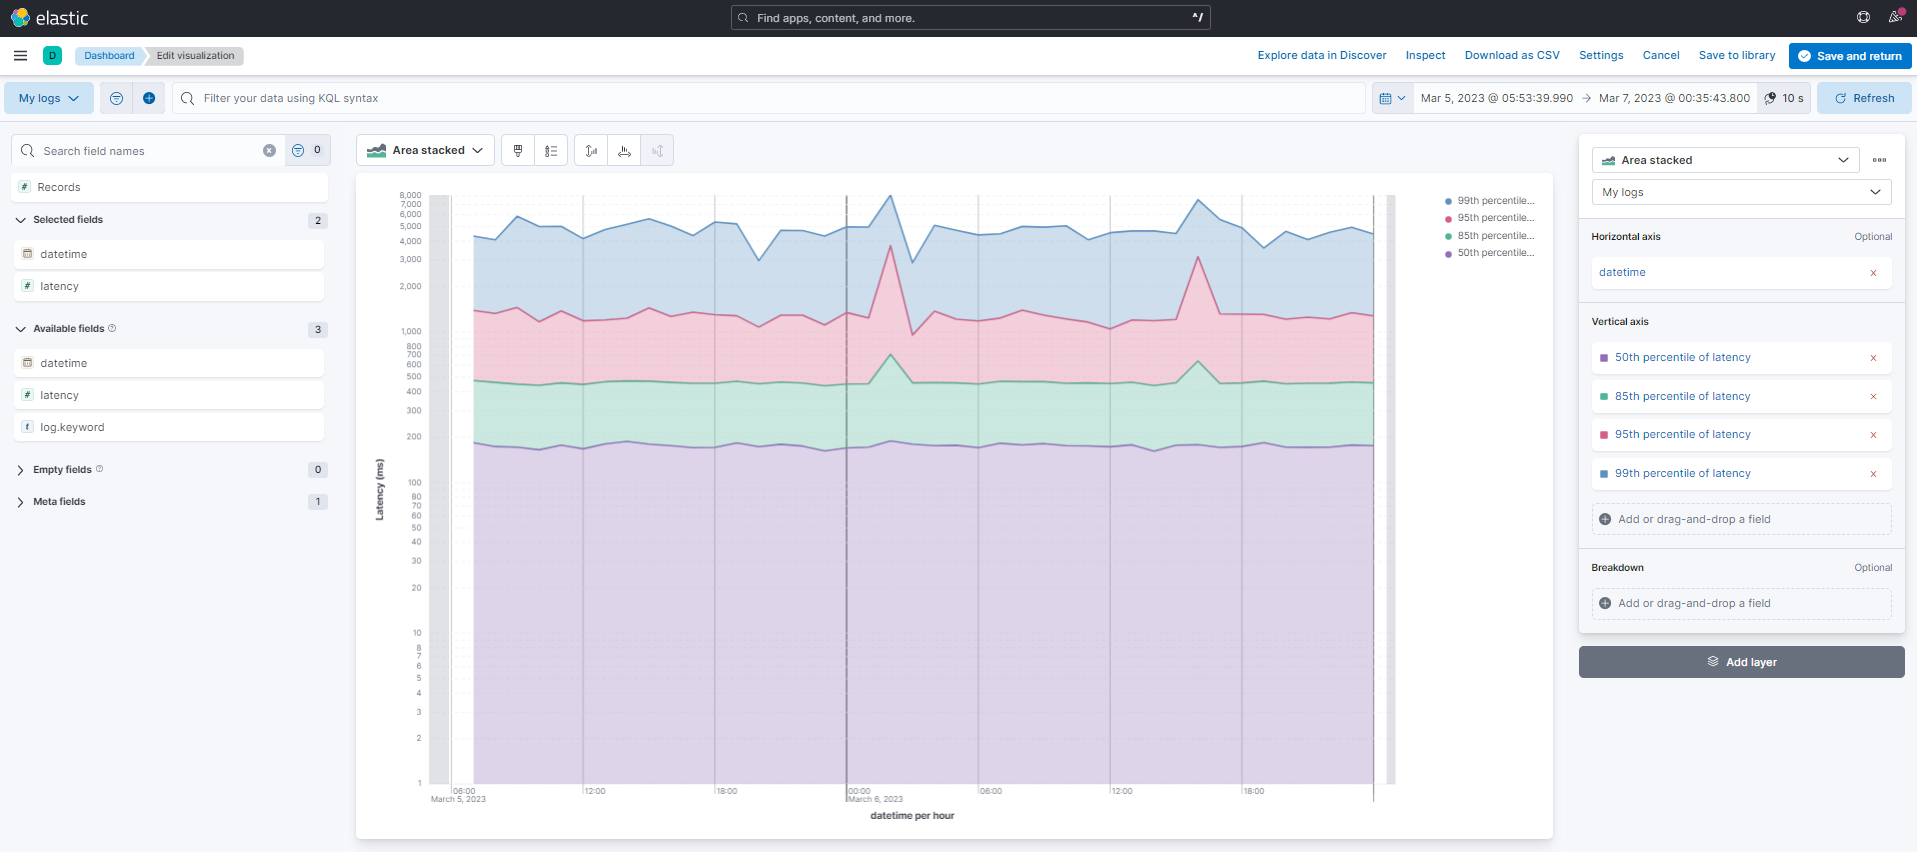 elastic
Find apps, content, and more.
^/
D
Dashboard
Edit visualization
Explore data in Discover
Inspect
Download as CSV
Settings
Cancel
Save to library
Save and return
My logs
Filter your data using KQL syntax
Mar 5, 2023 @ 05:53:39.990 → Mar 7, 2023 @ 00:35:43.800
10 s
Refresh
Search field names
0
Records
Selected fields
2
datetime
latency
Available fields
3
datetime
latency
log.keyword
Empty fields
0
Meta fields
1
Area stacked
8,000
7,000
6,000
5,000
4,000
3,000
2,000
1,000
800
700
600
500
400
300
200
100
80
70
60
50
40
30
20
10
8
7
6
5
4
3
2
1
Latency (ms)
06:00
March 5, 2023
12:00
18:00
00:00
March 6, 2023
06:00
12:00
18:00
datetime per hour
99th percentile...
95th percentile...
85th percentile...
50th percentile...
Area stacked
My logs
Horizontal axis
Optional
datetime
Vertical axis
50th percentile of latency
85th percentile of latency
95th percentile of latency
99th percentile of latency
Add or drag-and-drop a field
Breakdown
Optional
Add or drag-and-drop a field
Add layer